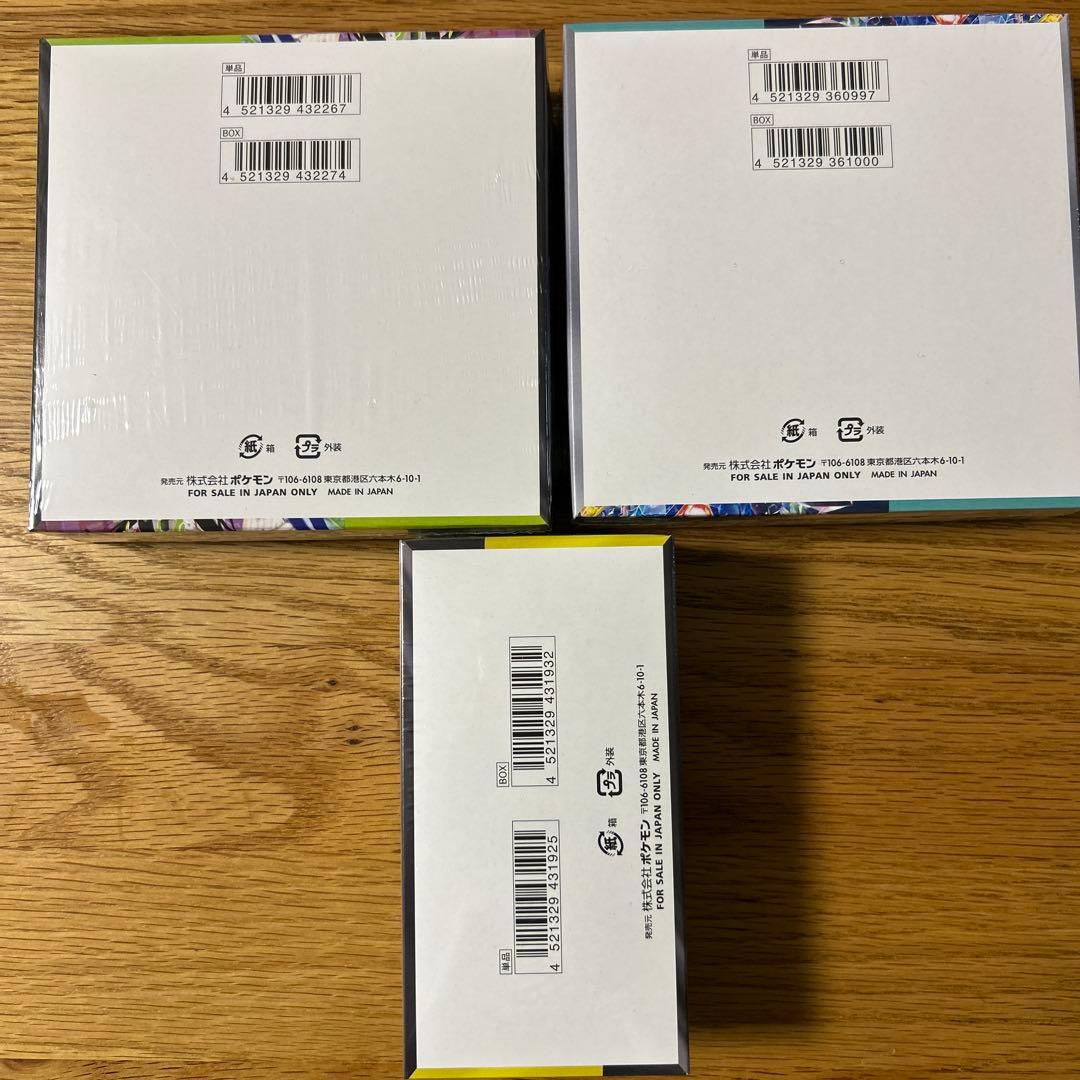 単品
4 521329 432267
BOX
4 521329 432274
紙 箱 プラ 外装
発売元 株式会社ポケモン 〒106-6108 東京都港区六本木6-10-1
FOR SALE IN JAPAN ONLY MADE IN JAPAN
単品
4 521329 360997
BOX
4 521329 361000
紙 箱 プラ 外装
発売元 株式会社ポケモン 〒106-6108 東京都港区六本木6-10-1
FOR SALE IN JAPAN ONLY MADE IN JAPAN
単品
4 521329 431925
BOX
4 521329 431932
紙 箱 プラ 外装
発売元 株式会社ポケモン 〒106-6108 東京都港区六本木6-10-1
FOR SALE IN JAPAN ONLY MADE IN JAPAN